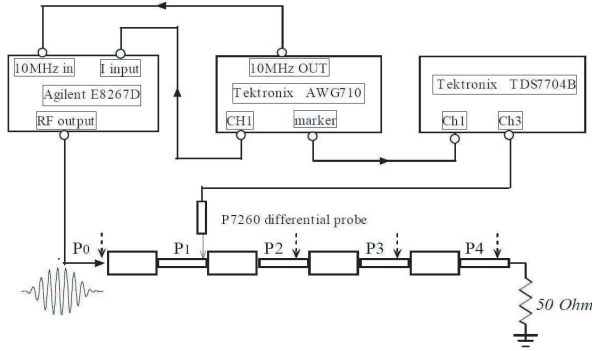 10MHz in
I input
Agilent E8267D
RF output
10MHz OUT
Tektronix AWG710
CH1
marker
Tektronix TDS7704B
Ch1
Ch3
P7260 differential probe
P0
P1
P2
P3
P4
50 Ohm